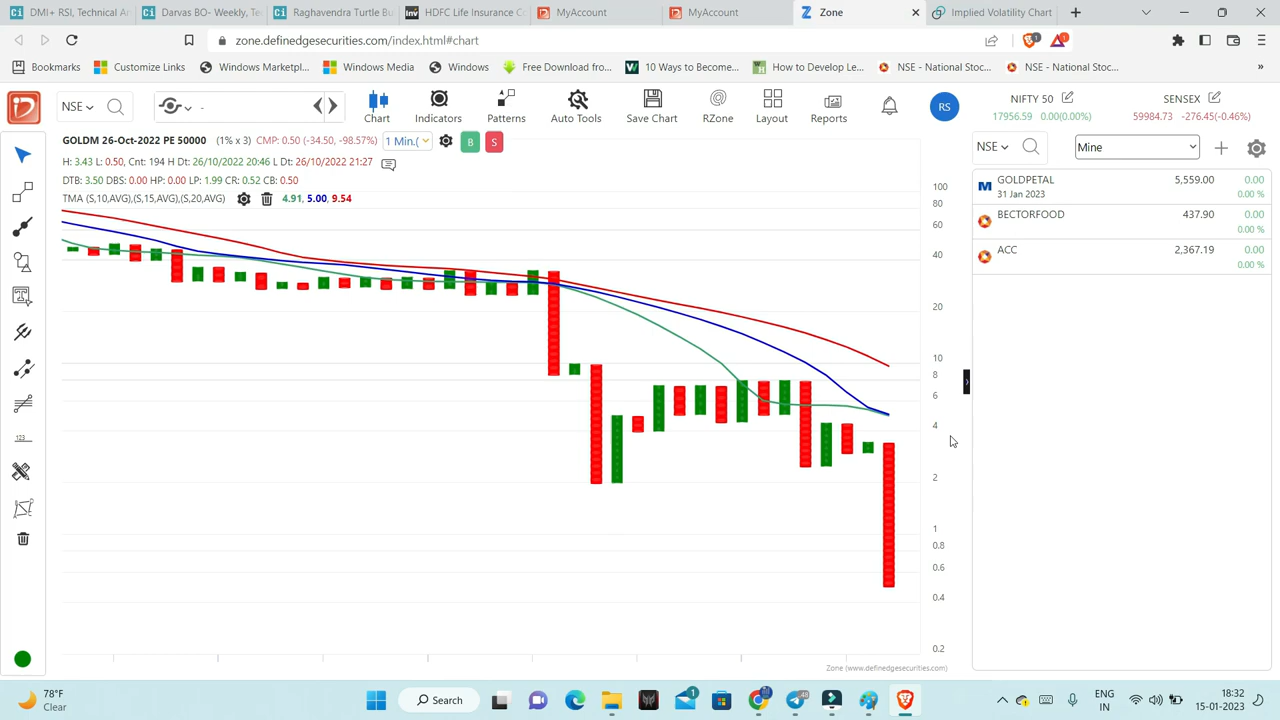 DMI+ RSI, Technical An
Darvas BO- Weekly, Te
Raghavendra Turtle Bu
Inv HDFC Life Insurance Co
MyAccount
MyAccount
Zone
Implied Volatility Chart
zone.definedgesecurities.com/index.html#chart
Bookmarks
Customize Links
Windows Marketpl...
Windows Media
Windows
Free Download from...
10 Ways to Become...
How to Develop Le...
NSE - National Stoc...
NSE - National Stoc...
»
NSE
-
Chart
Indicators
Patterns
Auto Tools
Save Chart
RZone
Layout
Reports
RS
NIFTY 50
17956.59 0.00(0.00%)
SENSEX
59984.73 -276.45(-0.46%)
GOLDM 26-Oct-2022 PE 50000 (1% x 3) CMP: 0.50 (-34.50, -98.57%) 1 Min.( B S
H: 3.43 L: 0.50, Cnt: 194 H Dt: 26/10/2022 20:46 L Dt: 26/10/2022 21:27
DTB: 3.50 DBS: 0.00 HP: 0.00 LP: 1.99 CR: 0.52 CB: 0.50
TMA (S,10,AVG),(S,15,AVG),(S,20,AVG) 4.91, 5.00, 9.54
NSE
Mine
GOLDPETAL 5,559.00 0.00
31 Jan 2023 0.00 %
BECTORFOOD 437.90 0.00
0.00 %
ACC 2,367.19 0.00
0.00 %
100
80
60
40
20
10
8
6
4
2
1
0.8
0.6
0.4
0.2
123
Zone (www.definedgesecurities.com)
78°F
Clear
Search
ENG
IN
18:32
15-01-2023